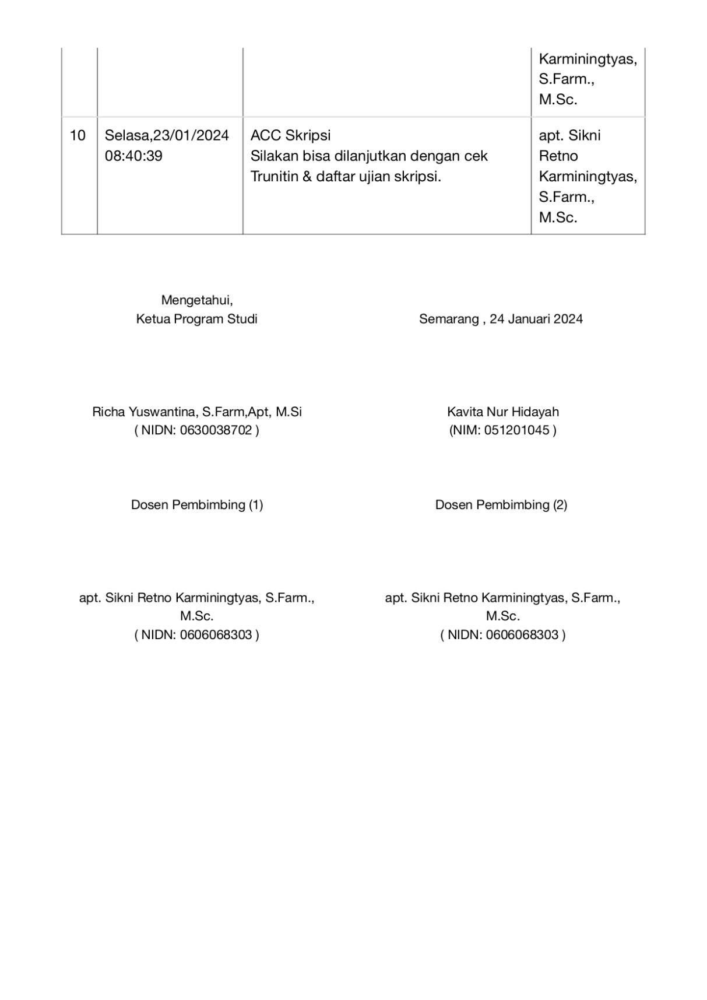 Karminingtyas,
S.Farm.,
M.Sc.
10 Selasa,23/01/2024 ACC Skripsi apt. Sikni
08:40:39 Silakan bisa dilanjutkan dengan cek Retno
Trunitin & daftar ujian skripsi. Karminingtyas,
S.Farm.,
M.Sc.
Mengetahui,
Ketua Program Studi Semarang , 24 Januari 2024
Richa Yuswantina, S.Farm,Apt, M.Si Kavita Nur Hidayah
( NIDN: 0630038702 ) (NIM: 051201045 )
Dosen Pembimbing (1) Dosen Pembimbing (2)
apt. Sikni Retno Karminingtyas, S.Farm., apt. Sikni Retno Karminingtyas, S.Farm.,
M.Sc. M.Sc.
( NIDN: 0606068303 ) ( NIDN: 0606068303 )